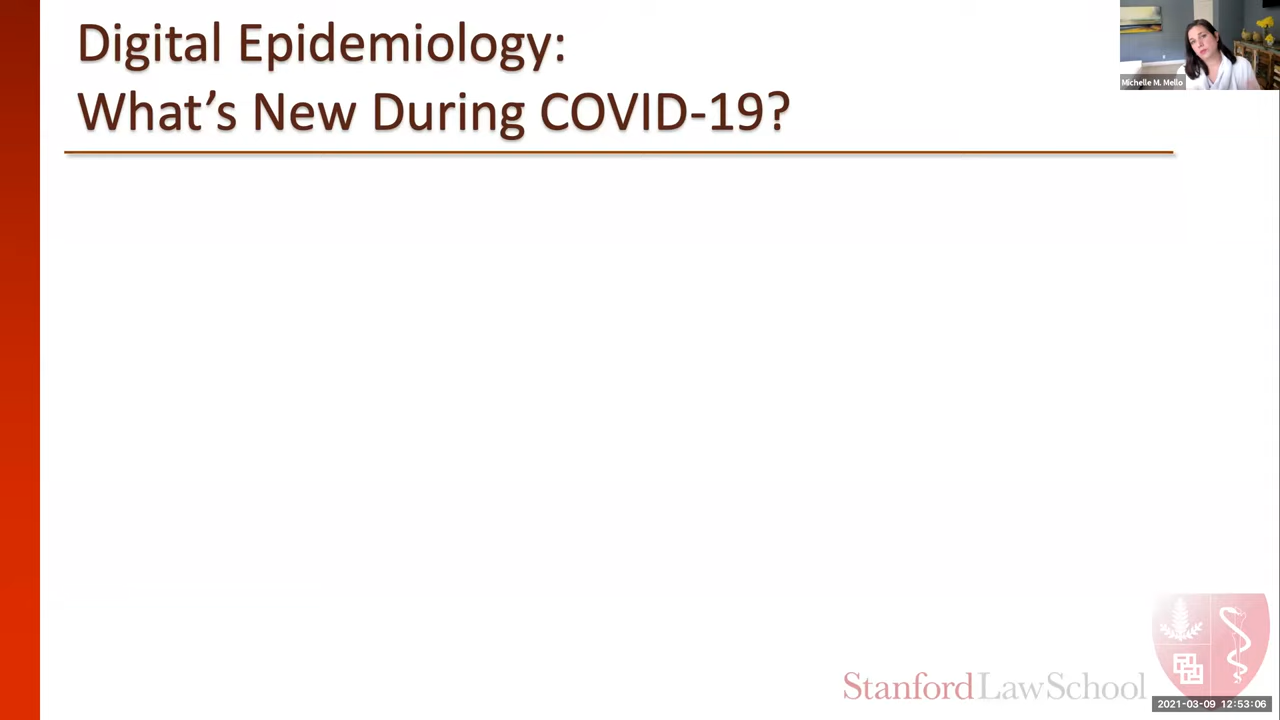 Digital Epidemiology:
What's New During COVID-19?
Michelle M. Mello
Stanford Law School
2021-03-09 12:53:06